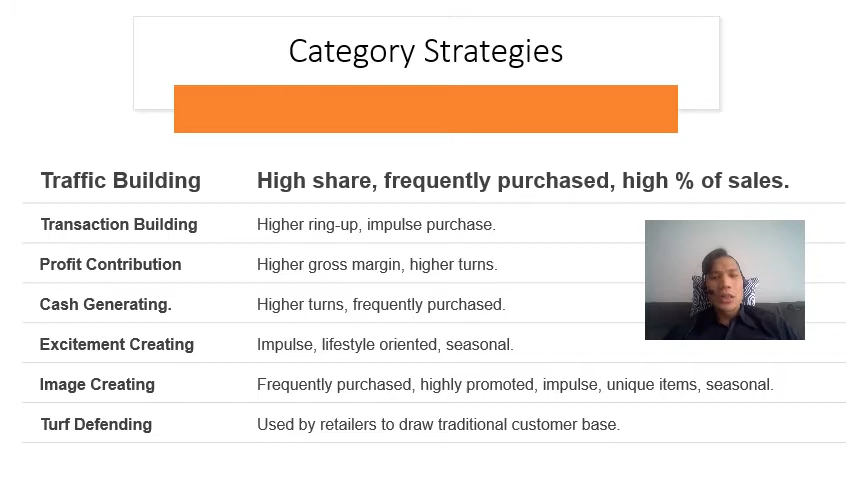 Category Strategies
Traffic Building High share, frequently purchased, high % of sales.
Transaction Building Higher ring-up, impulse purchase.
Profit Contribution Higher gross margin, higher turns.
Cash Generating. Higher turns, frequently purchased.
Excitement Creating Impulse, lifestyle oriented, seasonal.
Image Creating Frequently purchased, highly promoted, impulse, unique items, seasonal.
Turf Defending Used by retailers to draw traditional customer base.